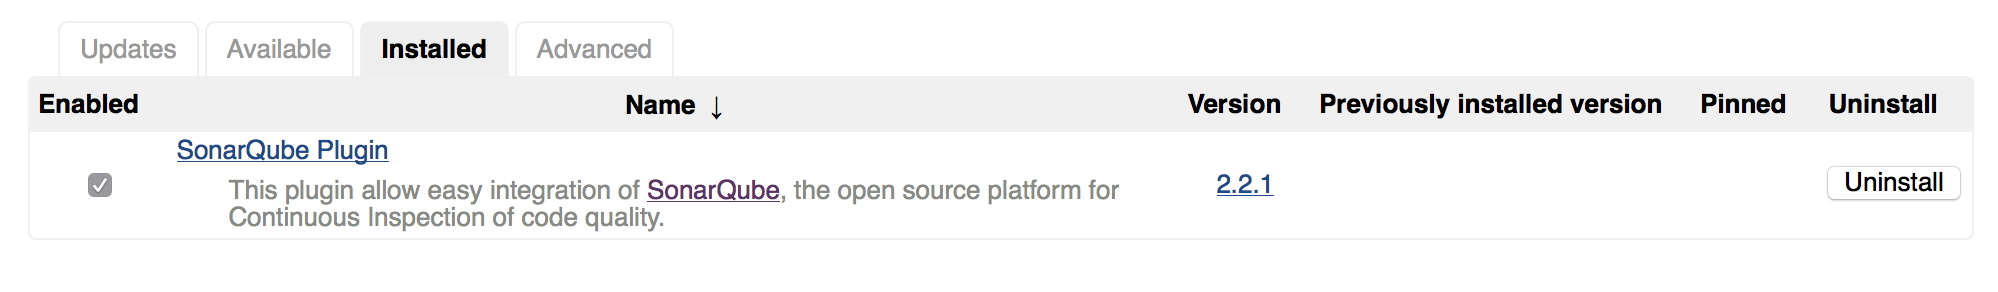 Updates Available Installed Advanced
Enabled Name ↓ Version Previously installed version Pinned Uninstall
SonarQube Plugin
This plugin allow easy integration of SonarQube, the open source platform for
Continuous Inspection of code quality.
2.2.1
Uninstall